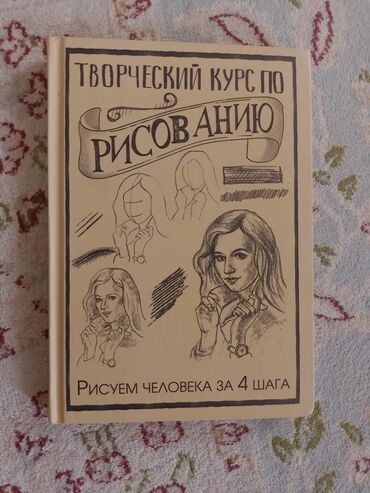 ТВОРЧЕСКИЙ КУРС ПО
РИСОВАНИЮ
РИСУЕМ ЧЕЛОВЕКА ЗА 4 ШАГА